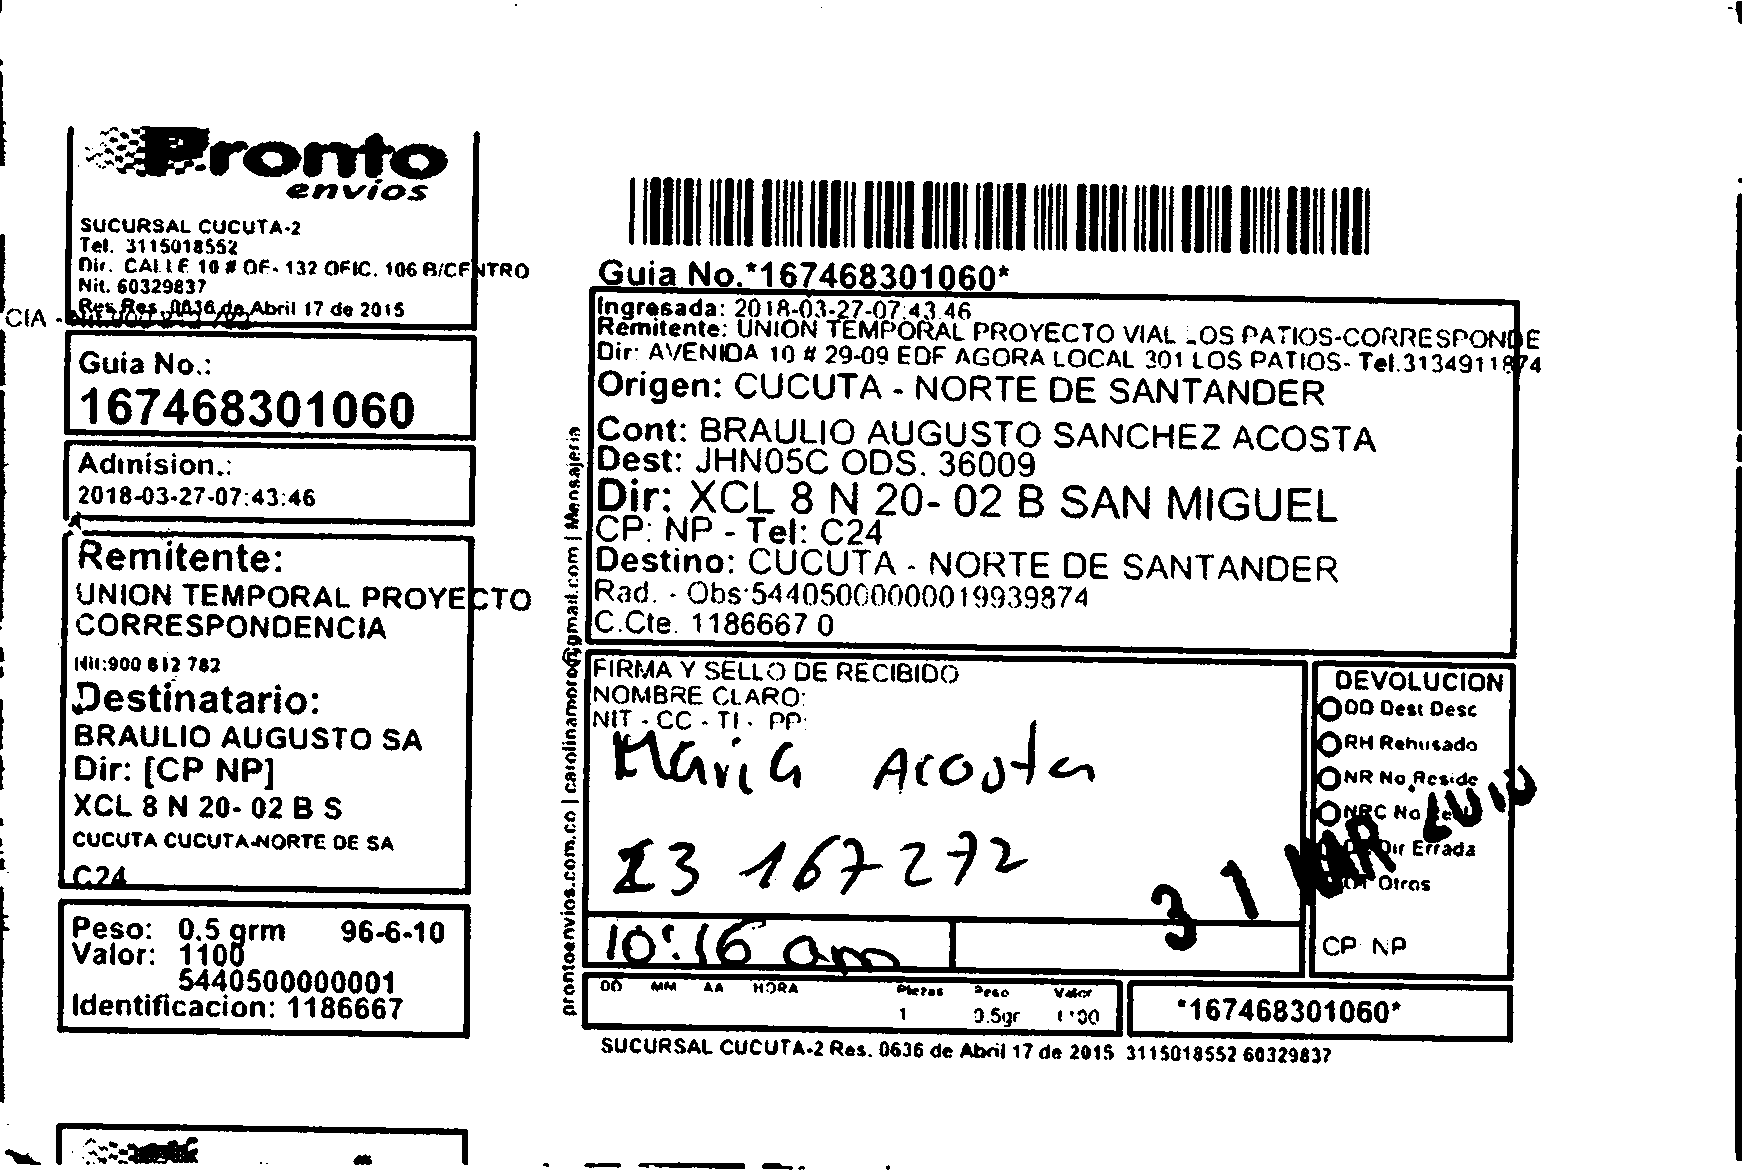 Pronto
envios
SUCURSAL CUCUTA-2
Tel. 3115018552
Dir. CALLE 10 # OE- 132 OFIC. 106 B/CENTRO
Nit. 60329837
Res Res. 0636 de Abril 17 de 2015
CIA -
Guia No.:
167468301060
Admision.:
2018-03-27-07:43:46
Remitente:
UNION TEMPORAL PROYECTO
CORRESPONDENCIA
Nit:900 612 782
Destinatario:
BRAULIO AUGUSTO SA
Dir: [CP NP]
XCL 8 N 20- 02 B S
CUCUTA CUCUTA-NORTE DE SA
C24
Peso: 0.5 grm 96-6-10
Valor: 1100
5440500000001
Identificacion: 1186667
prontoenvios.com.co | carolinamoro@gmail.com | Mensajeria
Guia No.*167468301060*
Ingresada: 2018-03-27-07:43:46
Remitente: UNION TEMPORAL PROYECTO VIAL LOS PATIOS-CORRESPONDE
Dir: AVENIDA 10 # 29-09 EDF AGORA LOCAL 301 LOS PATIOS- Tel.3134911874
Origen: CUCUTA - NORTE DE SANTANDER
Cont: BRAULIO AUGUSTO SANCHEZ ACOSTA
Dest: JHN05C ODS. 36009
Dir: XCL 8 N 20- 02 B SAN MIGUEL
CP: NP - Tel: C24
Destino: CUCUTA - NORTE DE SANTANDER
Rad. - Obs:54405000000019939874
C.Cte. 1186667 0
FIRMA Y SELLO DE RECIBIDO
NOMBRE CLARO:
NIT - CC - TI - PP:
Maria Acosta
23 167272
10:16 am
31 MAR
DD MM AA HORA Piezas Peso Valor
1 0.5gr 1100
DEVOLUCION
DD Dest Desc
RH Rehusado
NR No Reside
NRC No
Dir Errada
OT Otros
CP NP
*167468301060*
SUCURSAL CUCUTA-2 Res. 0636 de Abril 17 de 2015 3115018552 60329837